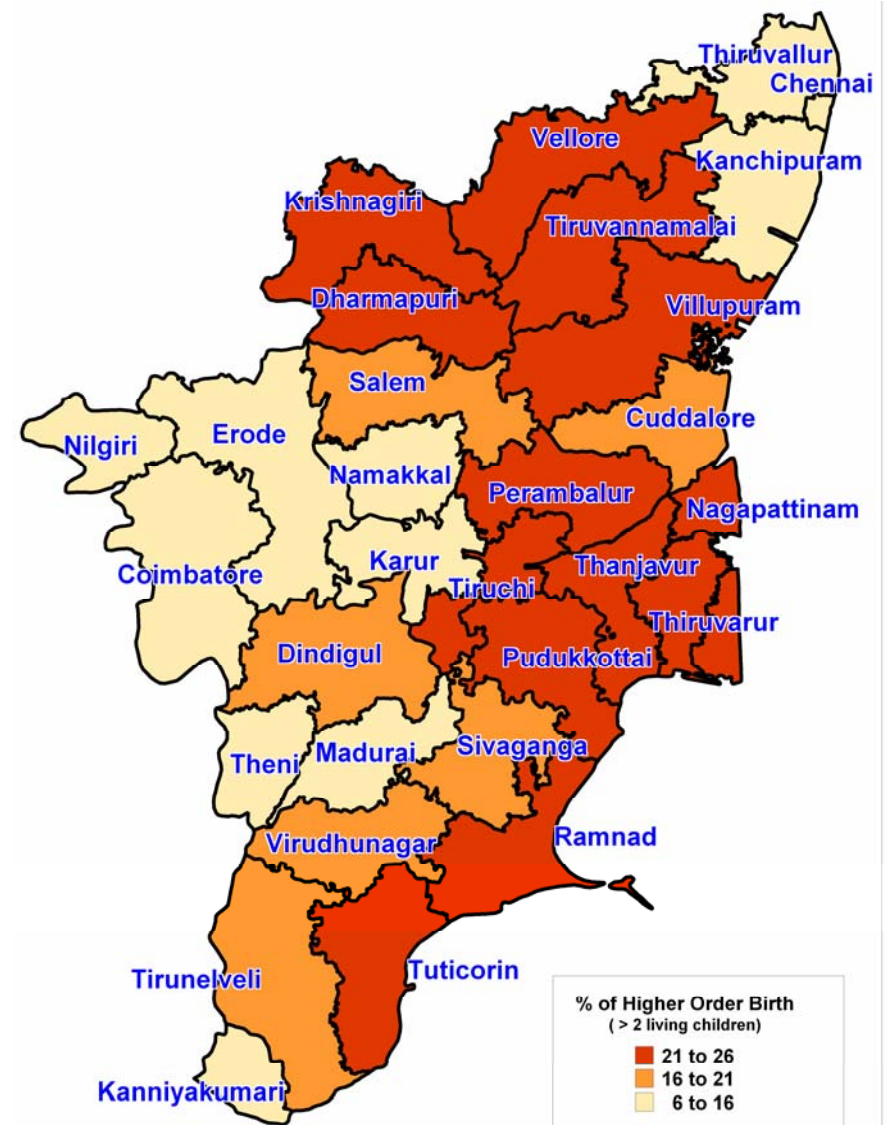 Thiruvallur
Chennai
Vellore
Kanchipuram
Krishnagiri
Tiruvannamalai
Dharmapuri
Villupuram
Salem
Cuddalore
Nilgiri
Erode
Namakkal
Perambalur
Nagapattinam
Karur
Thanjavur
Coimbatore
Tiruchi
Thiruvarur
Dindigul
Pudukkottai
Theni
Madurai
Sivaganga
Virudhunagar
Ramnad
Tirunelveli
Tuticorin
Kanniyakumari
% of Higher Order Birth
( > 2 living children)
21 to 26
16 to 21
6 to 16